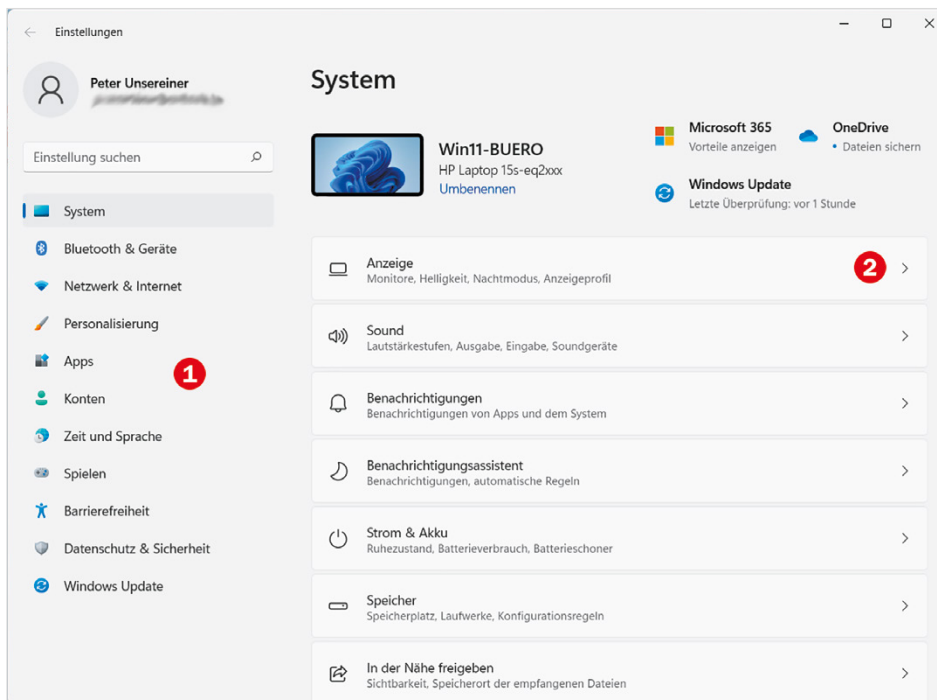 Einstellungen
Peter Unsereiner
Einstellung suchen
System
Bluetooth & Geräte
Netzwerk & Internet
Personalisierung
Apps
1
Konten
Zeit und Sprache
Spielen
Barrierefreiheit
Datenschutz & Sicherheit
Windows Update
System
Win11-BUERO
HP Laptop 15s-eq2xxx
Umbenennen
Microsoft 365
Vorteile anzeigen
OneDrive
• Dateien sichern
Windows Update
Letzte Überprüfung: vor 1 Stunde
Anzeige
Monitore, Helligkeit, Nachtmodus, Anzeigeprofil
2
Sound
Lautstärkestufen, Ausgabe, Eingabe, Soundgeräte
Benachrichtigungen
Benachrichtigungen von Apps und dem System
Benachrichtigungsassistent
Benachrichtigungen, automatische Regeln
Strom & Akku
Ruhezustand, Batterieverbrauch, Batterieschoner
Speicher
Speicherplatz, Laufwerke, Konfigurationsregeln
In der Nähe freigeben
Sichtbarkeit, Speicherort der empfangenen Dateien